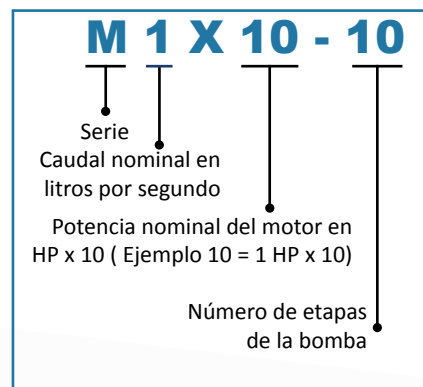 M 1 X 10 - 10
Serie
Caudal nominal en
litros por segundo
Potencia nominal del motor en
HP x 10 ( Ejemplo 10 = 1 HP x 10)
Número de etapas
de la bomba